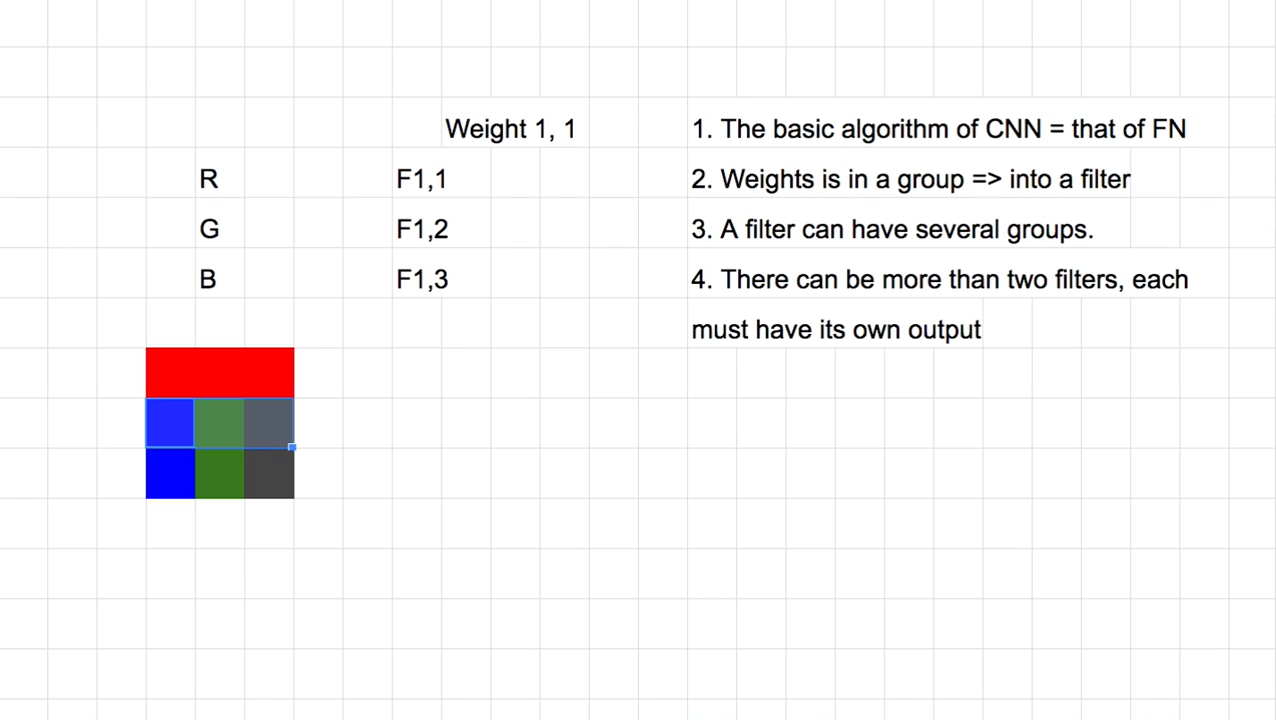 Weight 1, 1
R
F1,1
G
F1,2
B
F1,3
1. The basic algorithm of CNN = that of FN
2. Weights is in a group => into a filter
3. A filter can have several groups.
4. There can be more than two filters, each
must have its own output